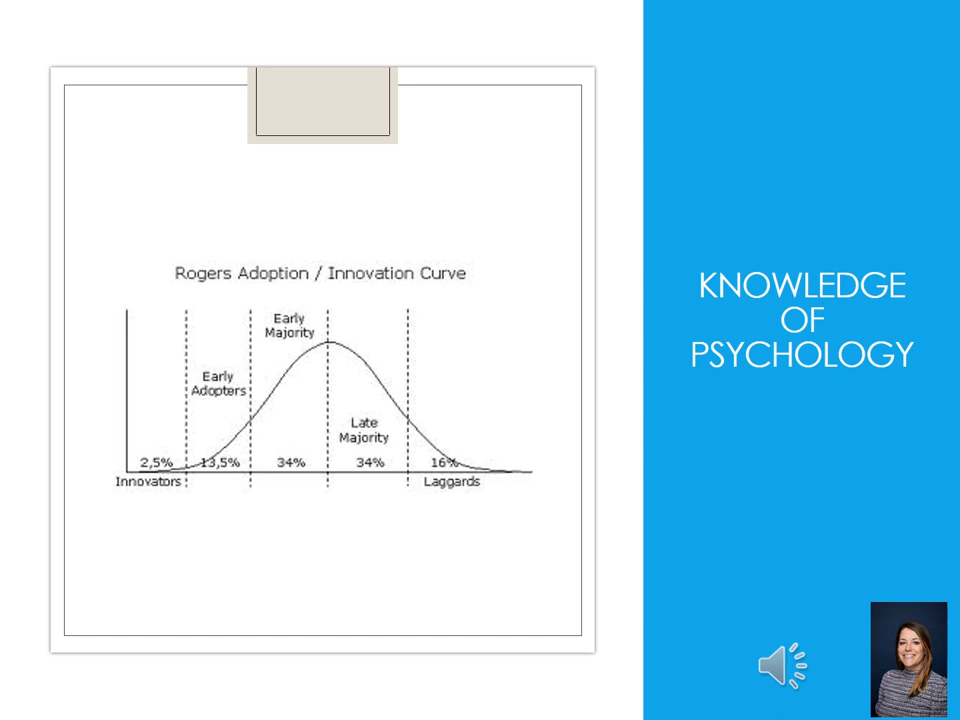 Rogers Adoption / Innovation Curve
Early
Majority
Early
Adopters
Late
Majority
2,5%
13,5%
34%
34%
16%
Innovators
Laggards
KNOWLEDGE
OF
PSYCHOLOGY